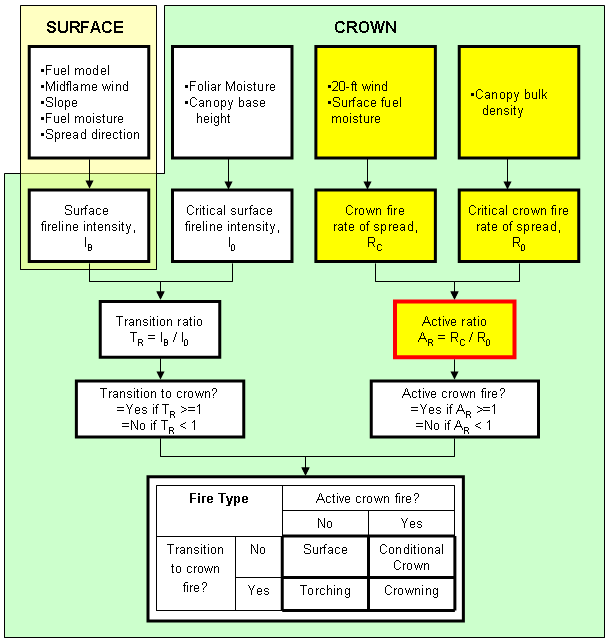 SURFACE
CROWN
•Fuel model
•Midflame wind
•Slope
•Fuel moisture
•Spread direction
•Foliar Moisture
•Canopy base
height
•20-ft wind
•Surface fuel
moisture
•Canopy bulk
density
Surface
fireline intensity,
I_B
Critical surface
fireline intensity,
I_0
Crown fire
rate of spread,
R_C
Critical crown fire
rate of spread,
R_0
Transition ratio
T_R = I_B / I_0
Active ratio
A_R = R_C / R_0
Transition to crown?
=Yes if T_R >=1
=No if T_R < 1
Active crown fire?
=Yes if A_R >=1
=No if A_R < 1
Fire Type
Active crown fire?
No
Yes
Transition
to crown
fire?
No
Surface
Conditional
Crown
Yes
Torching
Crowning